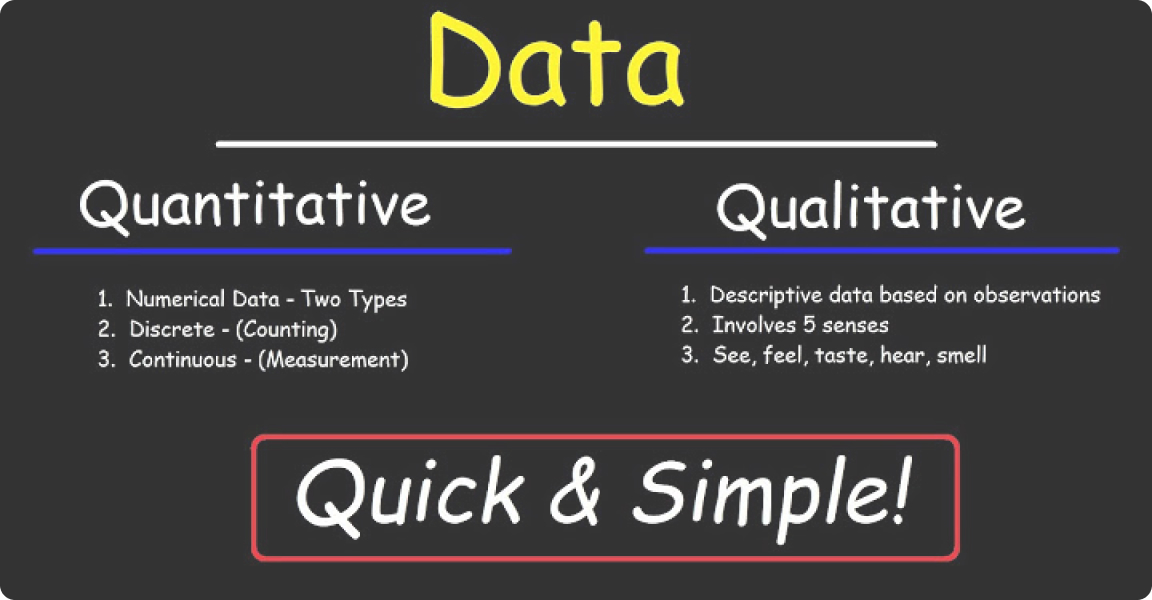 Data
Quantitative
1. Numerical Data - Two Types
2. Discrete - (Counting)
3. Continuous - (Measurement)
Qualitative
1. Descriptive data based on observations
2. Involves 5 senses
3. See, feel, taste, hear, smell
Quick & Simple!